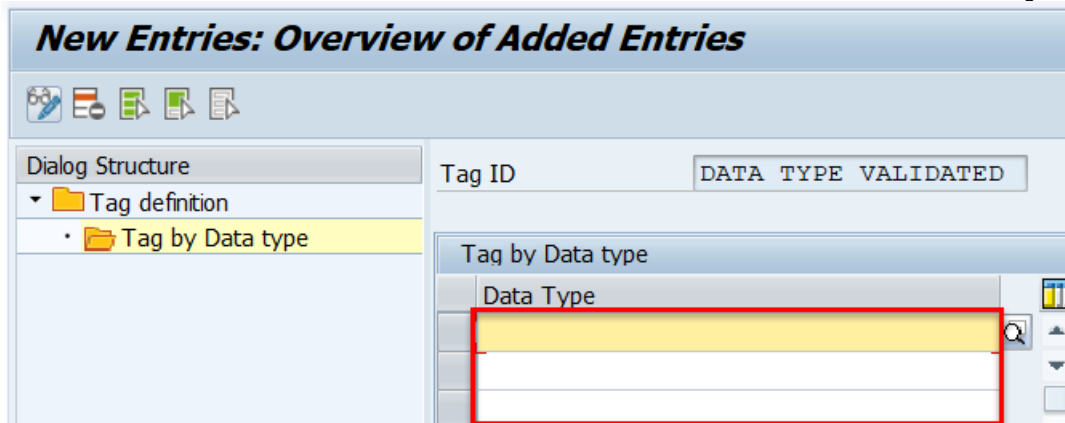 New Entries: Overview of Added Entries
Dialog Structure
Tag definition
Tag by Data type
Tag ID DATA TYPE VALIDATED
Tag by Data type
Data Type